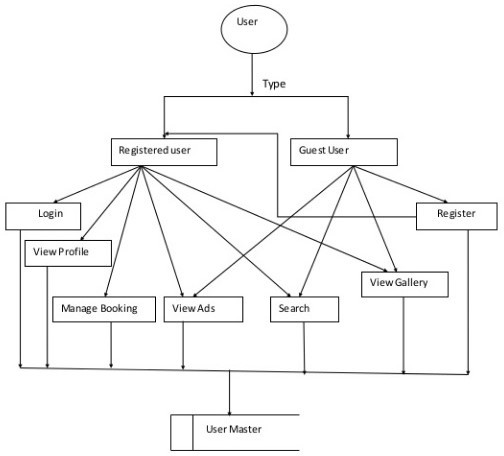 User
Type
Registered user
Guest User
Login
Register
View Profile
View Gallery
Manage Booking
View Ads
Search
User Master